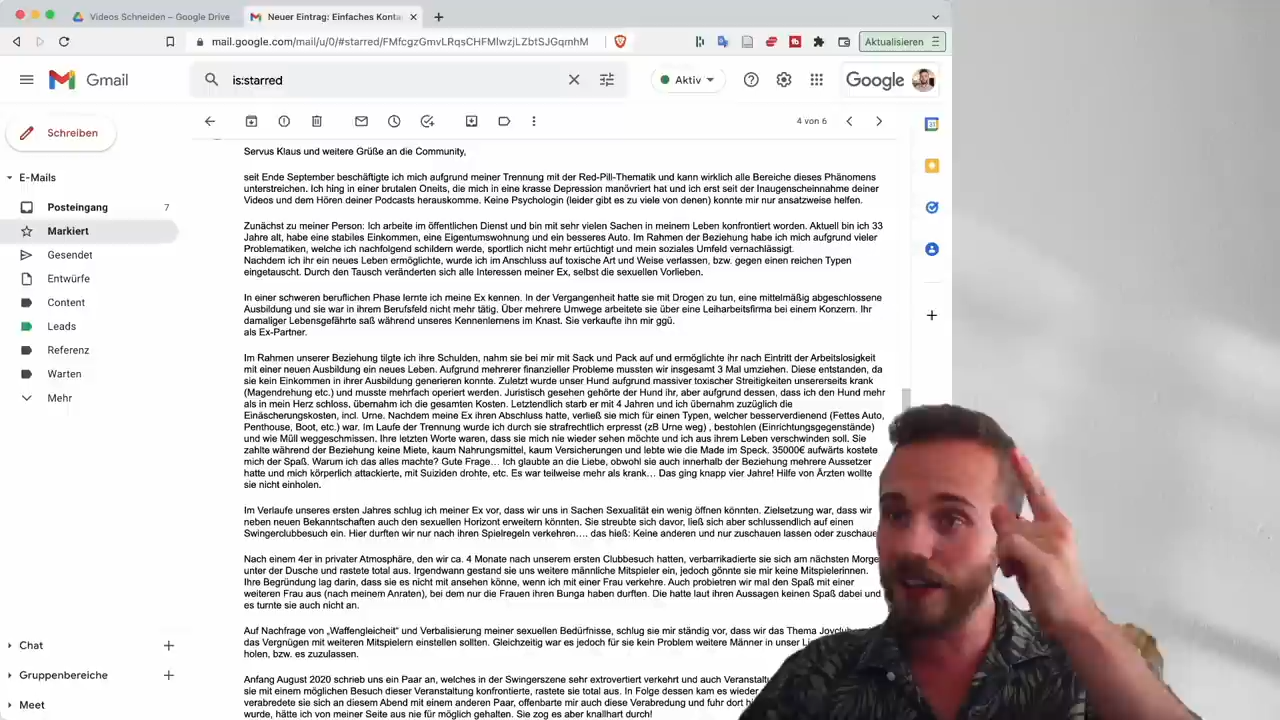 Videos Schneiden – Google Drive
Neuer Eintrag: Einfaches Konta
mail.google.com/mail/u/0/#starred/FMfcgzGmvLRqsCHFMlwzjLZbtSJGqmhM
Aktualisieren
Gmail
is:starred
Aktiv
Google
Schreiben
4 von 6
E-Mails
Posteingang 7
Markiert
Gesendet
Entwürfe
Content
Leads
Referenz
Warten
Mehr
Chat
Gruppenbereiche
Meet
Servus Klaus und weitere Grüße an die Community,
seit Ende September beschäftigte ich mich aufgrund meiner Trennung mit der Red-Pill-Thematik und kann wirklich alle Bereiche dieses Phänomens
unterstreichen. Ich hing in einer brutalen Oneits, die mich in eine krasse Depression manövriert hat und ich erst seit der Inaugenscheinnahme deiner
Videos und dem Hören deiner Podcasts herauskomme. Keine Psychologin (leider gibt es zu viele von denen) konnte mir nur ansatzweise helfen.
Zunächst zu meiner Person: Ich arbeite im öffentlichen Dienst und bin mit sehr vielen Sachen in meinem Leben konfrontiert worden. Aktuell bin ich 33
Jahre alt, habe eine stabiles Einkommen, eine Eigentumswohnung und ein besseres Auto. Im Rahmen der Beziehung habe ich mich aufgrund vieler
Problematiken, welche ich nachfolgend schildern werde, sportlich nicht mehr ertüchtigt und mein soziales Umfeld vernachlässigt.
Nachdem ich ihr ein neues Leben ermöglichte, wurde ich im Anschluss auf toxische Art und Weise verlassen, bzw. gegen einen reichen Typen
eingetauscht. Durch den Tausch veränderten sich alle Interessen meiner Ex, selbst die sexuellen Vorlieben.
In einer schweren beruflichen Phase lernte ich meine Ex kennen. In der Vergangenheit hatte sie mit Drogen zu tun, eine mittelmäßig abgeschlossene
Ausbildung und sie war in ihrem Berufsfeld nicht mehr tätig. Über mehrere Umwege arbeitete sie über eine Leiharbeitsfirma bei einem Konzern. Ihr
damaliger Lebensgefährte saß während unseres Kennenlernens im Knast. Sie verkaufte ihn mir ggü.
als Ex-Partner.
Im Rahmen unserer Beziehung tilgte ich ihre Schulden, nahm sie bei mir mit Sack und Pack auf und ermöglichte ihr nach Eintritt der Arbeitslosigkeit
mit einer neuen Ausbildung ein neues Leben. Aufgrund mehrerer finanzieller Probleme mussten wir insgesamt 3 Mal umziehen. Diese entstanden, da
sie kein Einkommen in ihrer Ausbildung generieren konnte. Zuletzt wurde unser Hund aufgrund massiver toxischer Streitigkeiten unsererseits krank
(Magendrehung etc.) und musste mehrfach operiert werden. Juristisch gesehen gehörte der Hund ihr, aber aufgrund dessen, dass ich den Hund mehr
als in mein Herz schloss, übernahm ich die gesamten Kosten. Letztendlich starb er mit 4 Jahren und ich übernahm zuzüglich die
Einäscherungskosten, incl. Urne. Nachdem meine Ex ihren Abschluss hatte, verließ sie mich für einen Typen, welcher besserverdienend (Fettes Auto,
Penthouse, Boot, etc.) war. Im Laufe der Trennung wurde ich durch sie strafrechtlich erpresst (zB Urne weg) , bestohlen (Einrichtungsgegenstände)
und wie Müll weggeschmissen. Ihre letzten Worte waren, dass sie mich nie wieder sehen möchte und ich aus ihrem Leben verschwinden soll. Sie
zahlte während der Beziehung keine Miete, kaum Nahrungsmittel, kaum Versicherungen und lebte wie die Made im Speck. 35000€ aufwärts kostete
mich der Spaß. Warum ich das alles machte? Gute Frage… Ich glaubte an die Liebe, obwohl sie auch innerhalb der Beziehung mehrere Aussetzer
hatte und mich körperlich attackierte, mit Suiziden drohte, etc. Es war teilweise mehr als krank… Das ging knapp vier Jahre! Hilfe von Ärzten wollte
sie nicht einholen.
Im Verlaufe unseres ersten Jahres schlug ich meiner Ex vor, dass wir uns in Sachen Sexualität ein wenig öffnen könnten. Zielsetzung war, dass wir
neben neuen Bekanntschaften auch den sexuellen Horizont erweitern könnten. Sie streubte sich davor, ließ sich aber schlussendlich auf einen
Swingerclubbesuch ein. Hier durften wir nur nach ihren Spielregeln verkehren…. das hieß: Keine anderen und nur zuschauen lassen oder zuschaue
Nach einem 4er in privater Atmosphäre, den wir ca. 4 Monate nach unserem ersten Clubbesuch hatten, verbarrikadierte sie sich am nächsten Morge
unter der Dusche und rastete total aus. Irgendwann gestand sie uns weitere männliche Mitspieler ein, jedoch gönnte sie mir keine Mitspielerinnen.
Ihre Begründung lag darin, dass sie es nicht mit ansehen könne, wenn ich mit einer Frau verkehre. Auch probierten wir mal den Spaß mit einer
weiteren Frau aus (nach meinem Anraten), bei dem nur die Frauen ihren Bunga haben durften. Die hatte laut ihren Aussagen keinen Spaß dabei und
es turnte sie auch nicht an.
Auf Nachfrage von „Waffengleicheit“ und Verbalisierung meiner sexuellen Bedürfnisse, schlug sie mir ständig vor, dass wir das Thema Joyclub
das Vergnügen mit weiteren Mitspielern einstellen sollten. Gleichzeitig war es jedoch für sie kein Problem weitere Männer in unser Li
holen, bzw. es zuzulassen.
Anfang August 2020 schrieb uns ein Paar an, welches in der Swingerszene sehr extrovertiert verkehrt und auch Veranstalt
sie mit einem möglichen Besuch dieser Veranstaltung konfrontierte, rastete sie total aus. In Folge dessen kam es wieder
verabredete sie sich an diesem Abend mit einem anderen Paar, offenbarte mir auch diese Verabredung und fuhr dort hi
wurde, hätte ich von meiner Seite aus nie für möglich gehalten. Sie zog es aber knallhart durch!